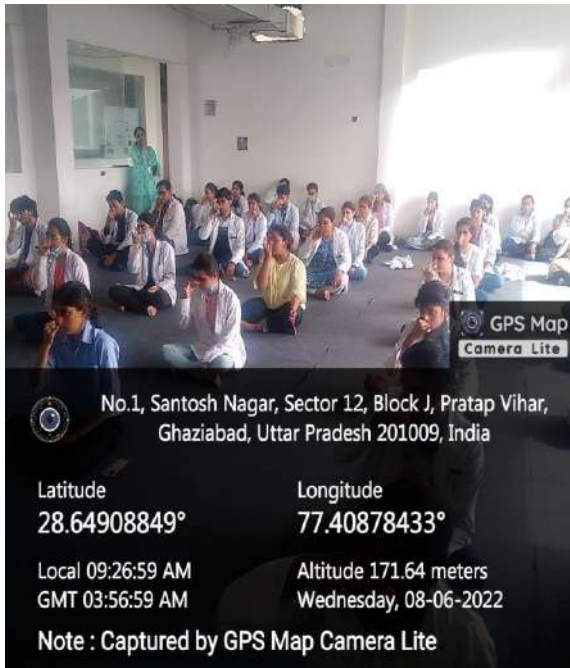 GPS Map
Camera Lite
No.1, Santosh Nagar, Sector 12, Block J, Pratap Vihar,
Ghaziabad, Uttar Pradesh 201009, India
Latitude
28.64908849°
Longitude
77.40878433°
Local 09:26:59 AM
GMT 03:56:59 AM
Altitude 171.64 meters
Wednesday, 08-06-2022
Note : Captured by GPS Map Camera Lite